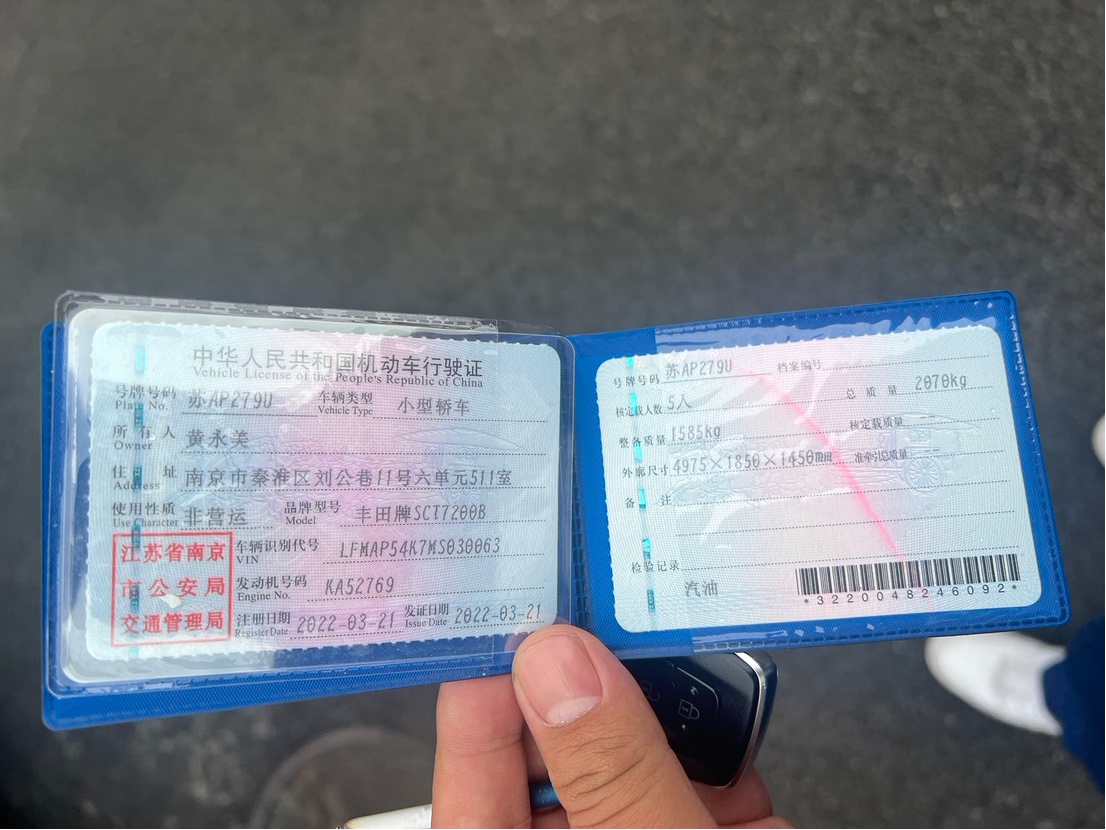 中华人民共和国机动车行驶证
Vehicle License of the People's Republic of China
号牌号码 苏AP279U 车辆类型 小型轿车
Plate No. Vehicle Type
所有人 黄永美
Owner
住址 南京市秦淮区刘公巷11号六单元511室
Address
使用性质 非营运 品牌型号 丰田牌SCT7200B
Use Character Model
江苏省南京
市公安局
交通管理局
车辆识别代号 LFMAP54K7MS030063
VIN
发动机号码 KA52769
Engine No.
注册日期 2022-03-21 发证日期 2022-03-21
Register Date Issue Date
号牌号码 苏AP279U 档案编号
核定载人数 5人 总质量 2070kg
整备质量 1585kg 核定载质量
外廓尺寸 4975×1850×1450mm 准牵引总质量
备注
检验记录
汽油
*3220048246092*